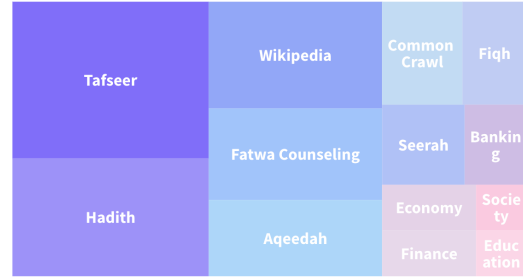 Tafseer
Hadith
Wikipedia
Fatwa Counseling
Aqeedah
Common
Crawl
Fiqh
Seerah
Bankin
g
Economy
Socie
ty
Finance
Educ
ation